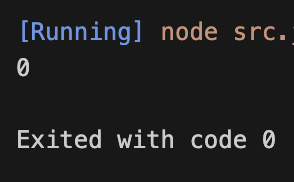 [Running] node src.
0
Exited with code 0